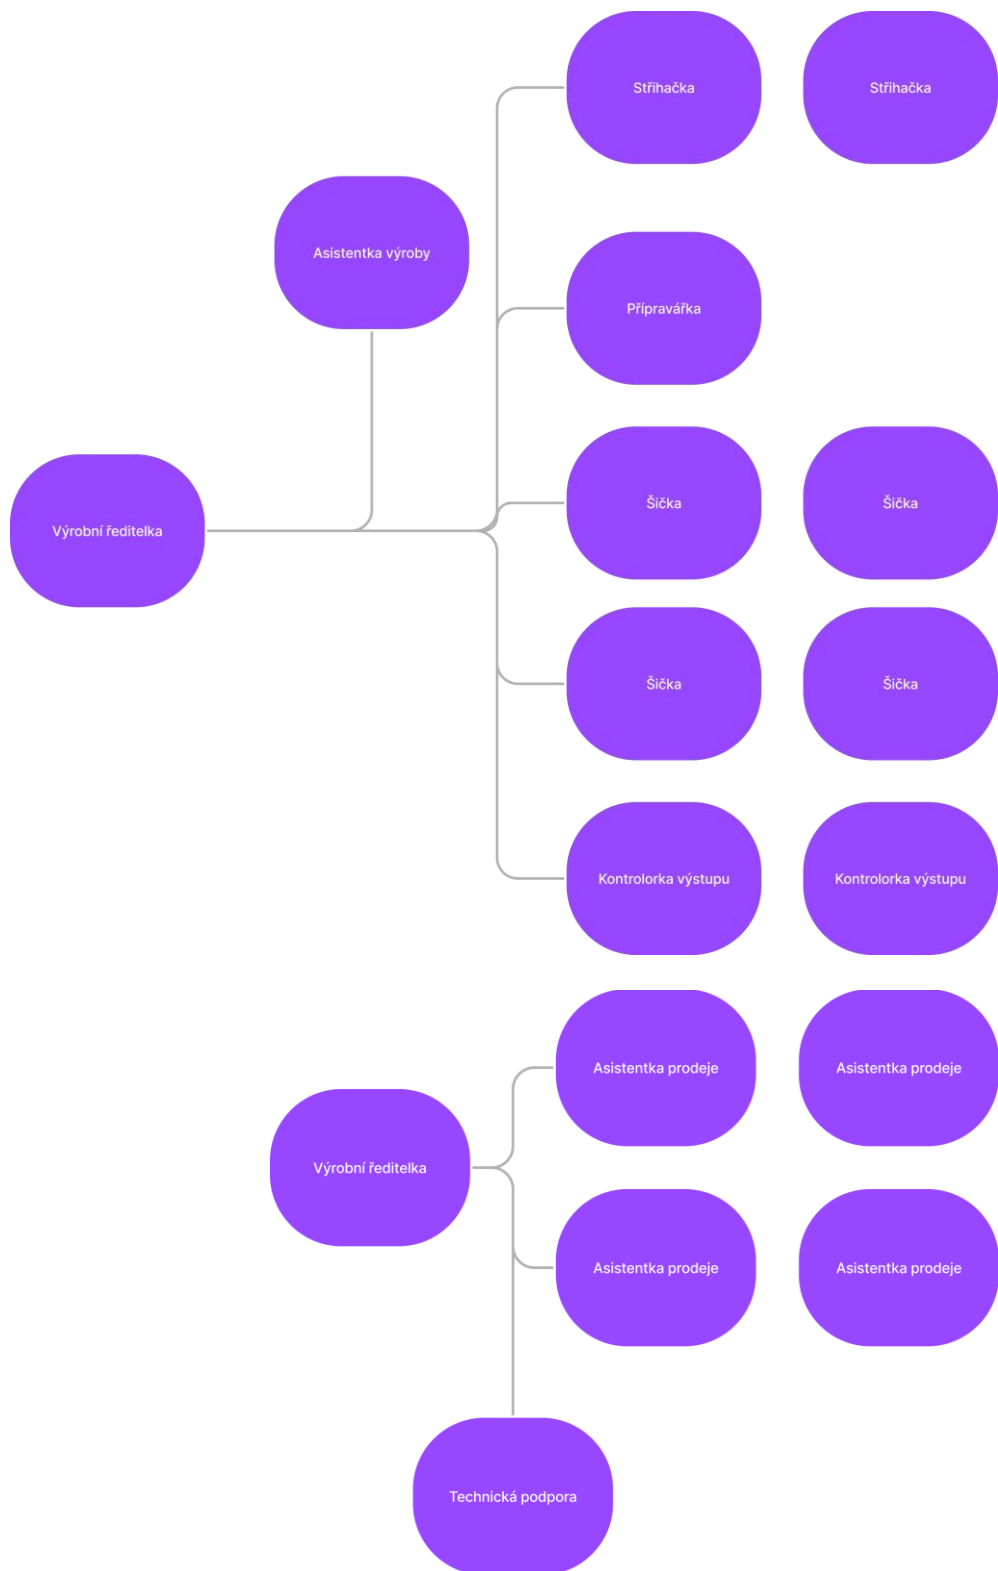 Střihačka
Střihačka
Asistentka výroby
Přípravářka
Výrobní ředitelka
Šička
Šička
Šička
Šička
Kontrolorka výstupu
Kontrolorka výstupu
Asistentka prodeje
Asistentka prodeje
Výrobní ředitelka
Asistentka prodeje
Asistentka prodeje
Technická podpora